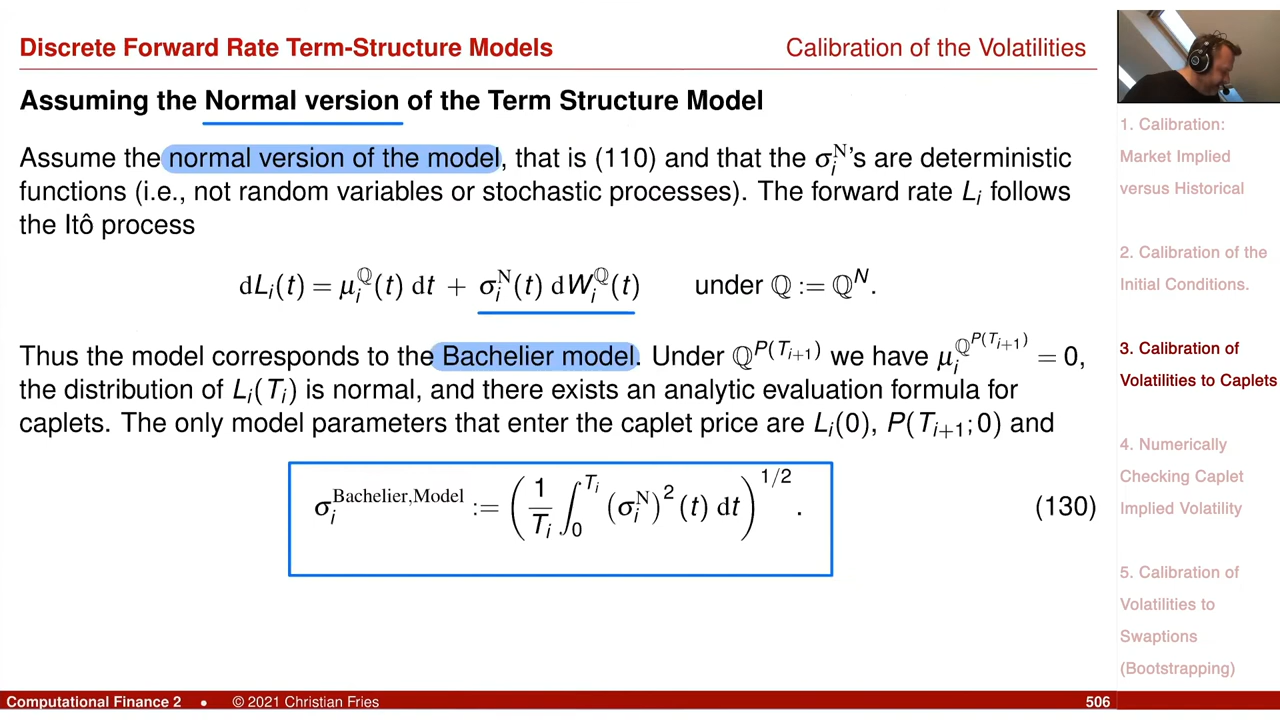 Discrete Forward Rate Term-Structure Models
Calibration of the Volatilities
Assuming the Normal version of the Term Structure Model
Assume the normal version of the model, that is (110) and that the σ_i^N's are deterministic
functions (i.e., not random variables or stochastic processes). The forward rate L_i follows
the Itô process
dL_i(t) = μ_i^ℚ(t) dt + σ_i^N(t) dW_i^ℚ(t) under ℚ := ℚ^N.
Thus the model corresponds to the Bachelier model. Under ℚ^{P(T_{i+1})} we have μ_i^{ℚ^{P(T_{i+1})}} = 0,
the distribution of L_i(T_i) is normal, and there exists an analytic evaluation formula for
caplets. The only model parameters that enter the caplet price are L_i(0), P(T_{i+1};0) and
σ_i^{Bachelier,Model} := (1/T_i ∫_0^{T_i} (σ_i^N)^2(t) dt)^{1/2}. (130)
1. Calibration:
Market Implied
versus Historical
2. Calibration of the
Initial Conditions.
3. Calibration of
Volatilities to Caplets
4. Numerically
Checking Caplet
Implied Volatility
5. Calibration of
Volatilities to
Swaptions
(Bootstrapping)
Computational Finance 2 • © 2021 Christian Fries 506